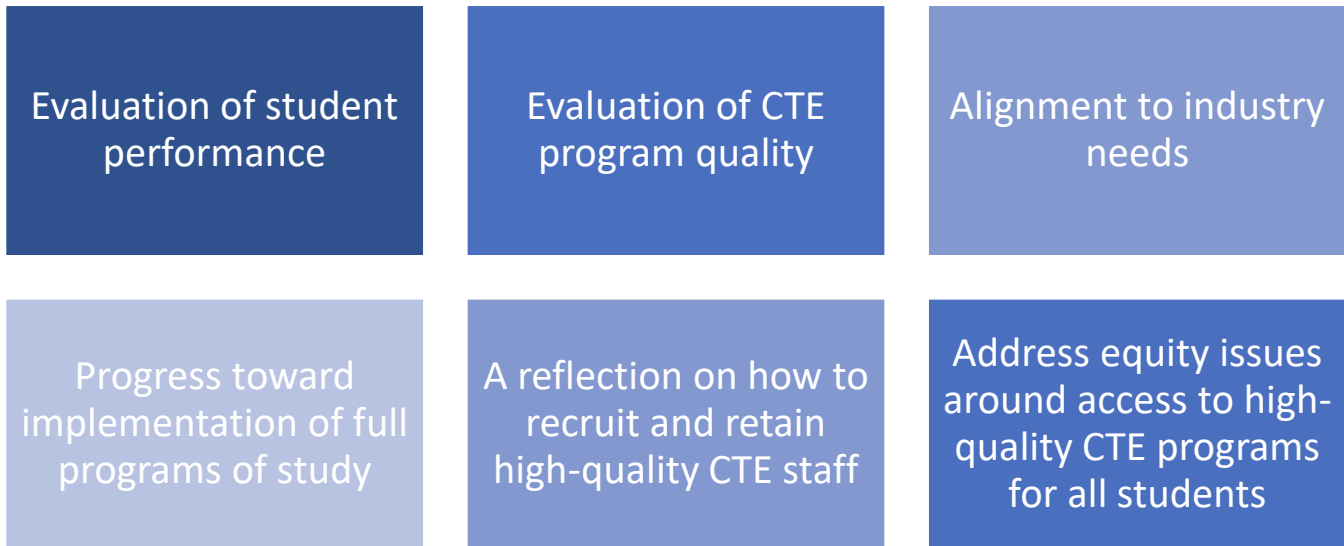 Evaluation of student
performance
Evaluation of CTE
program quality
Alignment to industry
needs
Progress toward
implementation of full
programs of study
A reflection on how to
recruit and retain
high-quality CTE staff
Address equity issues
around access to high-
quality CTE programs
for all students